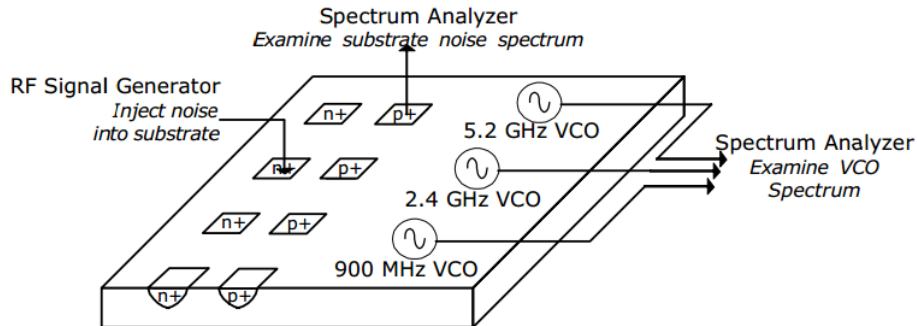 Spectrum Analyzer
Examine substrate noise spectrum
RF Signal Generator
Inject noise
into substrate
n+ p+
5.2 GHz VCO
n+ p+
2.4 GHz VCO
Spectrum Analyzer
Examine VCO
Spectrum
n+ p+
900 MHz VCO
n+ p+